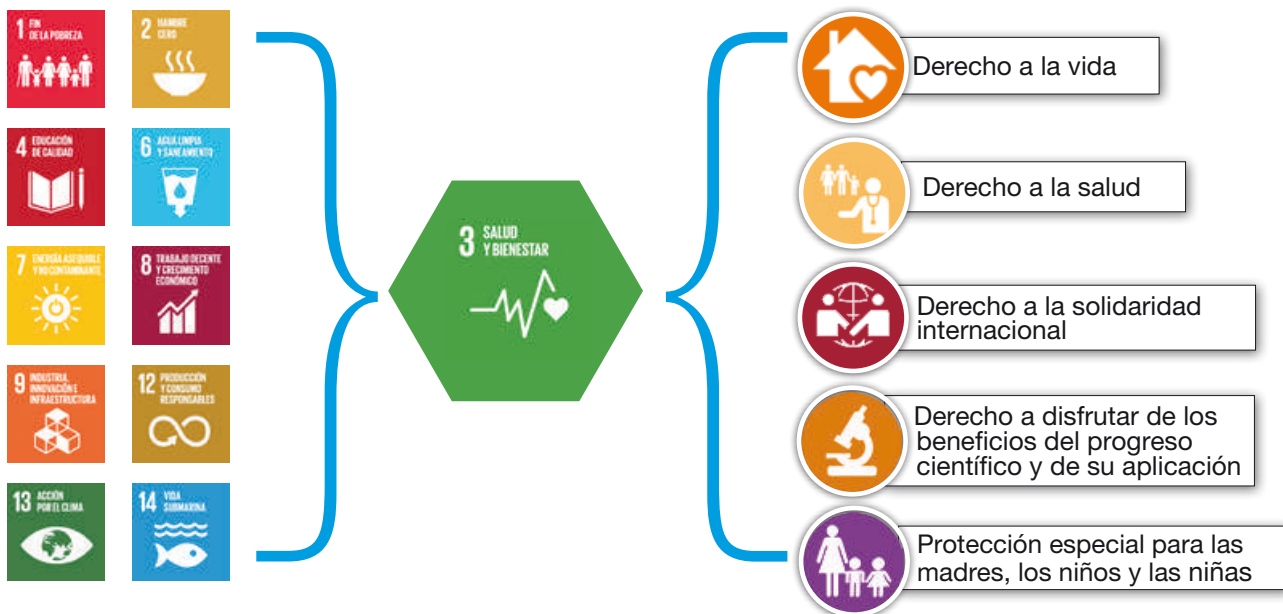 1 FIN
DE LA POBREZA
2 HAMBRE
CERO
4 EDUCACIÓN
DE CALIDAD
6 AGUA LIMPIA
Y SANEAMIENTO
7 ENERGÍA ASEQUIBLE
Y NO CONTAMINANTE
8 TRABAJO DECENTE
Y CRECIMIENTO
ECONÓMICO
9 INDUSTRIA,
INNOVACIÓN E
INFRAESTRUCTURA
12 PRODUCCIÓN
Y CONSUMO
RESPONSABLES
13 ACCIÓN
POR EL CLIMA
14 VIDA
SUBMARINA
3 SALUD
Y BIENESTAR
Derecho a la vida
Derecho a la salud
Derecho a la solidaridad
internacional
Derecho a disfrutar de los
beneficios del progreso
científico y de su aplicación
Protección especial para las
madres, los niños y las niñas